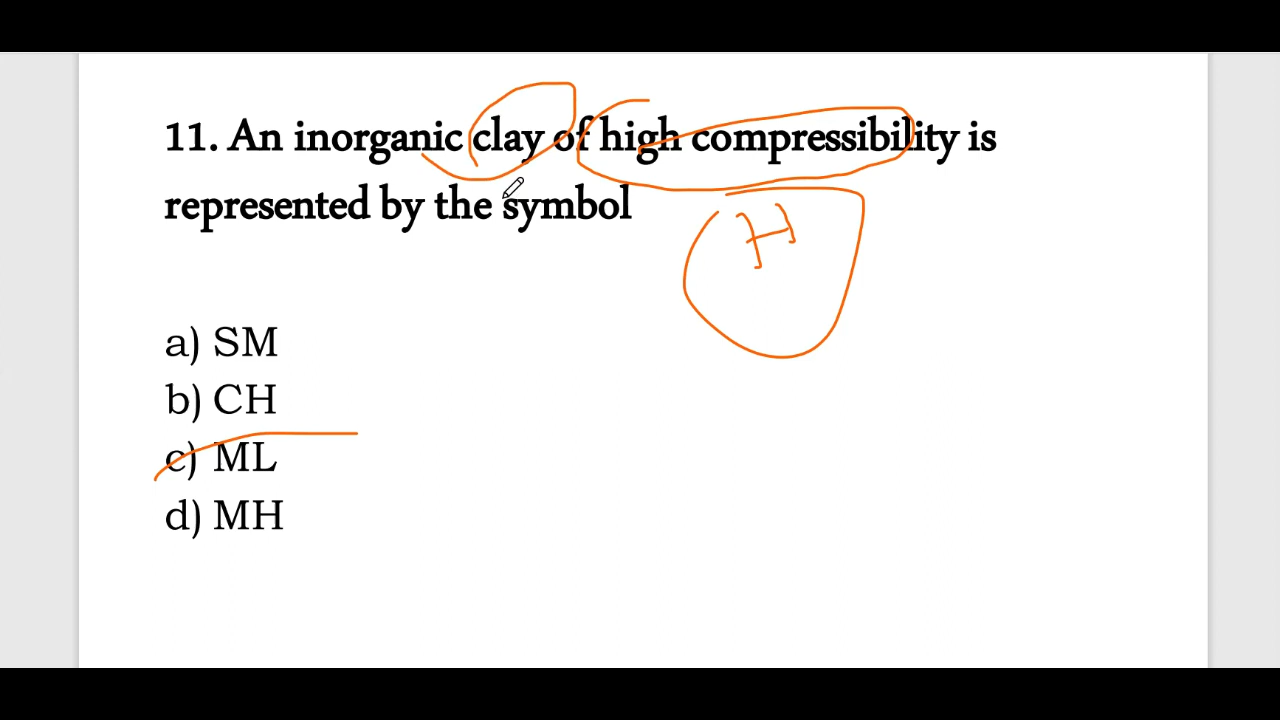 11. An inorganic clay of high compressibility is
represented by the symbol
H
a) SM
b) CH
c) ML
d) MH